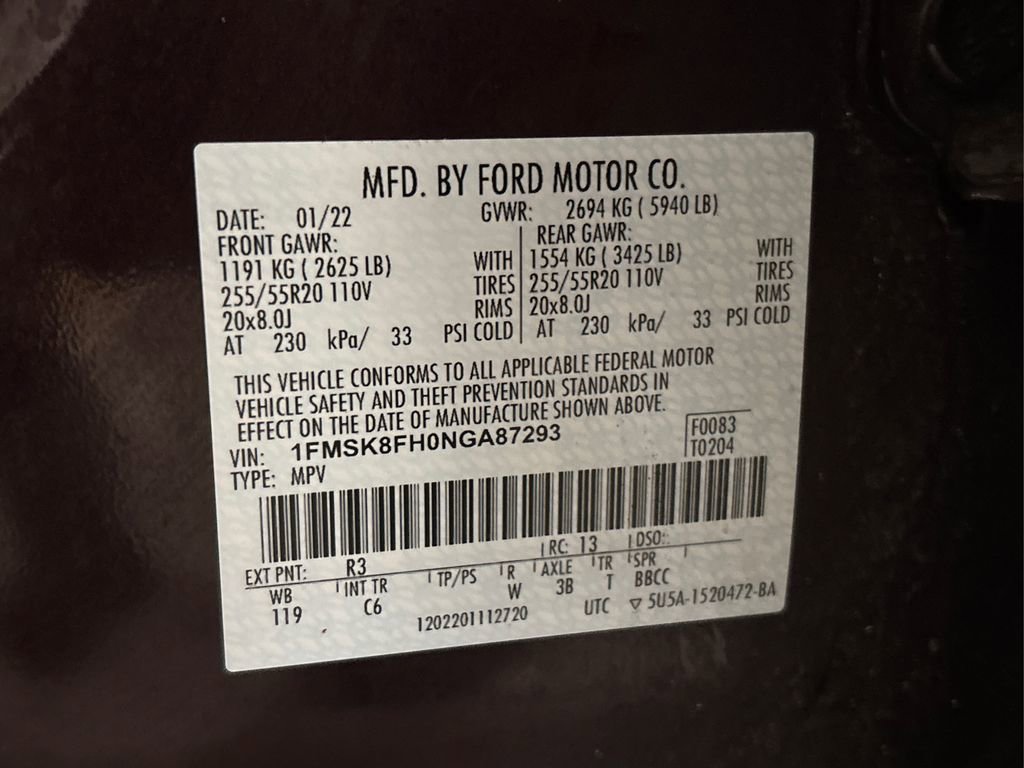 MFD. BY FORD MOTOR CO.
DATE: 01/22 GVWR: 2694 KG ( 5940 LB)
FRONT GAWR: REAR GAWR:
1191 KG ( 2625 LB) WITH 1554 KG ( 3425 LB) WITH
255/55R20 110V TIRES 255/55R20 110V TIRES
20x8.0J RIMS 20x8.0J RIMS
AT 230 kPa/ 33 PSI COLD AT 230 kPa/ 33 PSI COLD
THIS VEHICLE CONFORMS TO ALL APPLICABLE FEDERAL MOTOR
VEHICLE SAFETY AND THEFT PREVENTION STANDARDS IN
EFFECT ON THE DATE OF MANUFACTURE SHOWN ABOVE.
VIN: 1FMSK8FH0NGA87293 F0083
TYPE: MPV T0204
EXT PNT: R3 RC: 13 DSO:
WB INT TR TP/PS R AXLE TR SPR
119 C6 W 3B T BBCC
1202201112720 UTC ▽ 5U5A-1520472-BA